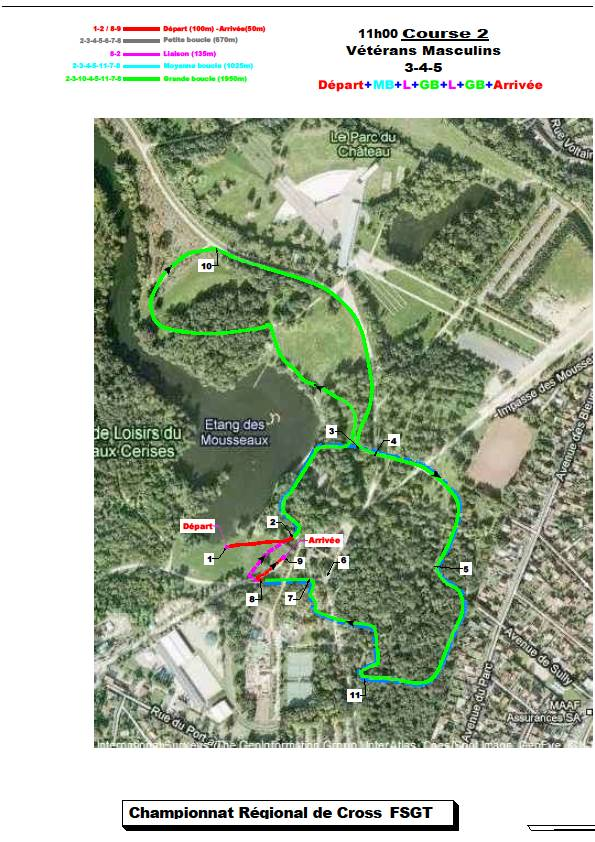 1-2 / 8-9 Départ (100m) -Arrivée(50m)
2-3-4-5-6-7-8 Petite boucle (670m)
8-2 Liaison (135m)
2-3-4-5-11-7-8 Moyenne boucle (1025m)
2-3-10-4-5-11-7-8 Grande boucle (1950m)
11h00 Course 2
Vétérans Masculins
3-4-5
Départ+MB+L+GB+L+GB+Arrivée
Le Parc du
Château
Rue Voltair
10
Impasse des Mousse
Avenue des Bleue
Etang des
Mousseaux
de Loisirs du
aux Cerises
3
4
Départ
2
Arrivée
1
9
6
5
8
7
11
Avenue de Sully
Avenue du Parc
MAAF
Assurances SA
Rue du Port a
Championnat Régional de Cross FSGT